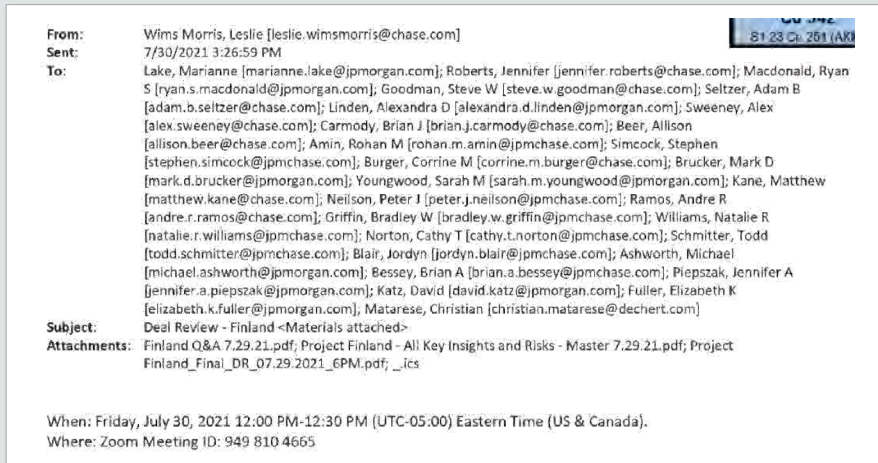 From: Wims Morris, Leslie [leslie.wimsmorris@chase.com]
S1 23 Cr. 251 (AKH
Sent: 7/30/2021 3:26:59 PM
To: Lake, Marianne [marianne.lake@jpmorgan.com]; Roberts, Jennifer [jennifer.roberts@chase.com]; Macdonald, Ryan
S [ryan.s.macdonald@jpmorgan.com]; Goodman, Steve W [steve.w.goodman@chase.com]; Seltzer, Adam B
[adam.b.seltzer@chase.com]; Linden, Alexandra D [alexandra.d.linden@jpmorgan.com]; Sweeney, Alex
[alex.sweeney@chase.com]; Carmody, Brian J [brian.j.carmody@chase.com]; Beer, Allison
[allison.beer@chase.com]; Amin, Rohan M [rohan.m.amin@jpmchase.com]; Simcock, Stephen
[stephen.simcock@jpmchase.com]; Burger, Corrine M [corrine.m.burger@chase.com]; Brucker, Mark D
[mark.d.brucker@jpmorgan.com]; Youngwood, Sarah M [sarah.m.youngwood@jpmorgan.com]; Kane, Matthew
[matthew.kane@chase.com]; Neilson, Peter J [peter.j.neilson@jpmchase.com]; Ramos, Andre R
[andre.r.ramos@chase.com]; Griffin, Bradley W [bradley.w.griffin@jpmchase.com]; Williams, Natalie R
[natalie.r.williams@jpmchase.com]; Norton, Cathy T [cathy.t.norton@jpmchase.com]; Schmitter, Todd
[todd.schmitter@jpmchase.com]; Blair, Jordyn [jordyn.blair@jpmchase.com]; Ashworth, Michael
[michael.ashworth@jpmorgan.com]; Bessey, Brian A [brian.a.bessey@jpmchase.com]; Piepszak, Jennifer A
[jennifer.a.piepszak@jpmorgan.com]; Katz, David [david.katz@jpmorgan.com]; Fuller, Elizabeth K
[elizabeth.k.fuller@jpmorgan.com]; Matarese, Christian [christian.matarese@dechert.com]
Subject: Deal Review - Finland <Materials attached>
Attachments: Finland Q&A 7.29.21.pdf; Project Finland - All Key Insights and Risks - Master 7.29.21.pdf; Project
Finland_Final_DR_07.29.2021_6PM.pdf; _.ics
When: Friday, July 30, 2021 12:00 PM-12:30 PM (UTC-05:00) Eastern Time (US & Canada).
Where: Zoom Meeting ID: 949 810 4665